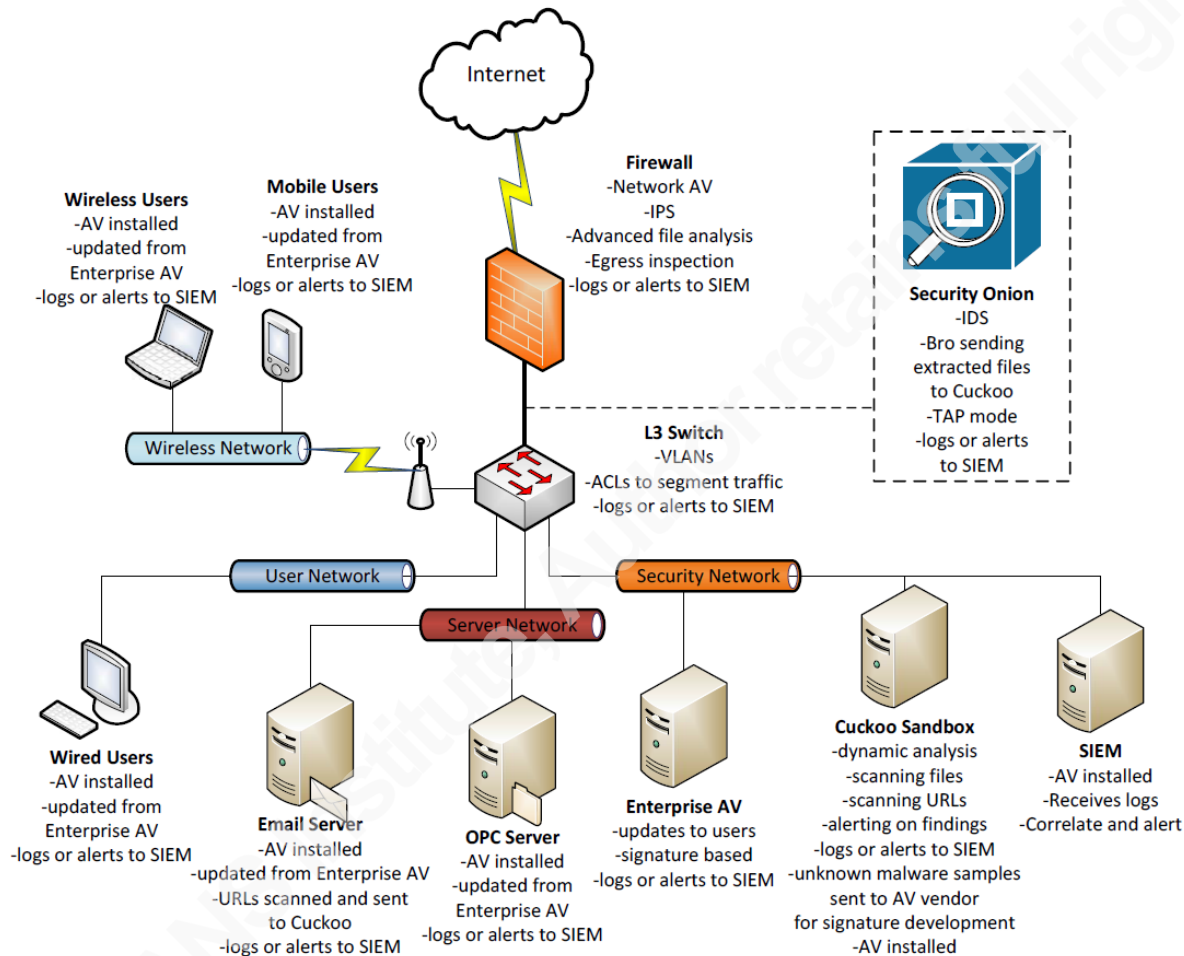 Internet
Firewall
-Network AV
-IPS
-Advanced file analysis
-Egress inspection
-logs or alerts to SIEM
Wireless Users
-AV installed
-updated from
Enterprise AV
-logs or alerts to SIEM
Mobile Users
-AV installed
-updated from
Enterprise AV
-logs or alerts to SIEM
Security Onion
-IDS
-Bro sending
extracted files
to Cuckoo
-TAP mode
-logs or alerts
to SIEM
Wireless Network
L3 Switch
-VLANs
-ACLs to segment traffic
-logs or alerts to SIEM
User Network
Security Network
Server Network
Wired Users
-AV installed
-updated from
Enterprise AV
-logs or alerts to SIEM
Email Server
-AV installed
-updated from Enterprise AV
-URLs scanned and sent
to Cuckoo
-logs or alerts to SIEM
OPC Server
-AV installed
-updated from
Enterprise AV
-logs or alerts to SIEM
Enterprise AV
-updates to users
-signature based
-logs or alerts to SIEM
Cuckoo Sandbox
-dynamic analysis
-scanning files
-scanning URLs
-alerting on findings
-logs or alerts to SIEM
-unknown malware samples
sent to AV vendor
for signature development
-AV installed
SIEM
-AV installed
-Receives logs
-Correlate and alert
Institute, Author retains full